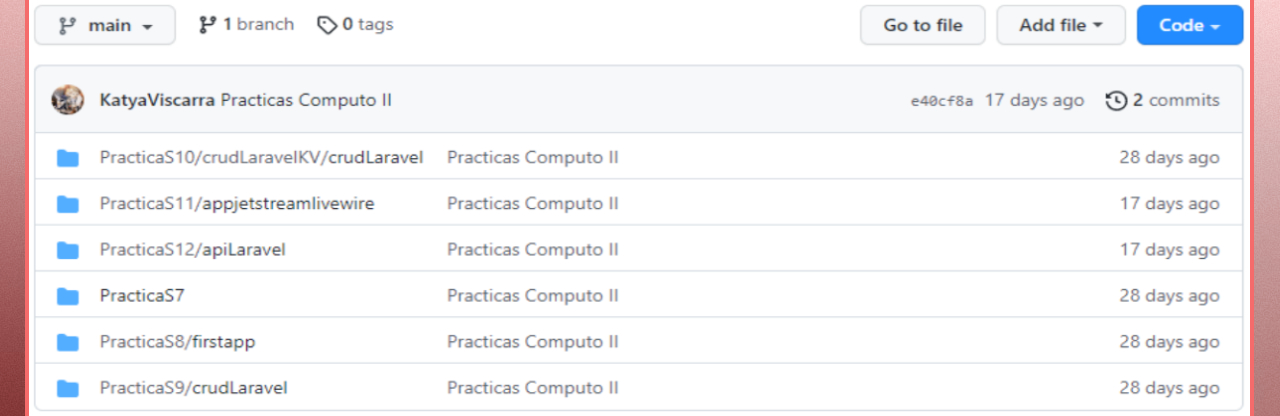 main 1 branch 0 tags Go to file Add file Code
KatyaViscarra Practicas Computo II e40cf8a 17 days ago 2 commits
PracticaS10/crudLaravelKV/crudLaravel Practicas Computo II 28 days ago
PracticaS11/appjetstreamlivewire Practicas Computo II 17 days ago
PracticaS12/apiLaravel Practicas Computo II 17 days ago
PracticaS7 Practicas Computo II 28 days ago
PracticaS8/firstapp Practicas Computo II 28 days ago
PracticaS9/crudLaravel Practicas Computo II 28 days ago